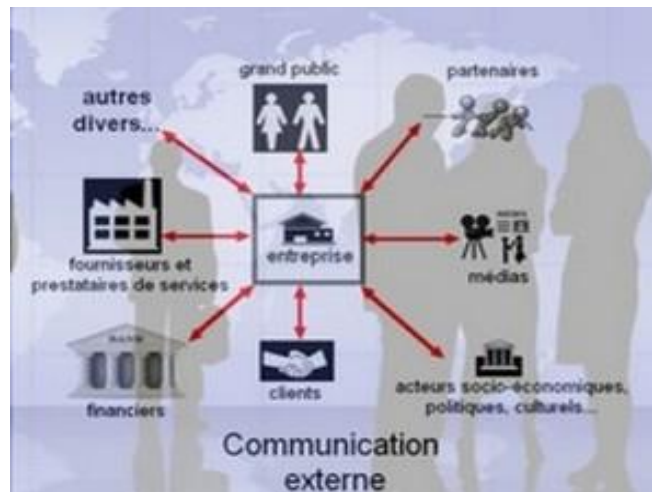 grand public
partenaires
autres
divers...
entreprise
fournisseurs et
prestataires de services
médias
BANK
financiers
clients
acteurs socio-économiques,
politiques, culturels...
Communication
externe